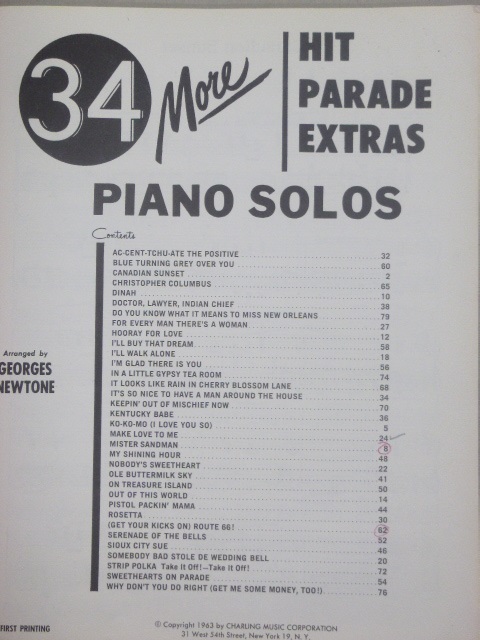 34
More
HIT
PARADE
EXTRAS
PIANO SOLOS
Contents
AC-CENT-TCHU-ATE THE POSITIVE 32
BLUE TURNING GREY OVER YOU 60
CANADIAN SUNSET 2
CHRISTOPHER COLUMBUS 65
DINAH 10
DOCTOR, LAWYER, INDIAN CHIEF 38
DO YOU KNOW WHAT IT MEANS TO MISS NEW ORLEANS 79
FOR EVERY MAN THERE'S A WOMAN 27
HOORAY FOR LOVE 12
I'LL BUY THAT DREAM 58
I'LL WALK ALONE 18
I'M GLAD THERE IS YOU 56
IN A LITTLE GYPSY TEA ROOM 74
IT LOOKS LIKE RAIN IN CHERRY BLOSSOM LANE 68
IT'S SO NICE TO HAVE A MAN AROUND THE HOUSE 34
KEEPIN' OUT OF MISCHIEF NOW 70
KENTUCKY BABE 36
KO-KO-MO (I LOVE YOU SO) 5
MAKE LOVE TO ME 24
MISTER SANDMAN 8
MY SHINING HOUR 48
NOBODY'S SWEETHEART 22
OLE BUTTERMILK SKY 41
ON TREASURE ISLAND 50
OUT OF THIS WORLD 14
PISTOL PACKIN' MAMA 44
ROSETTA 30
(GET YOUR KICKS ON) ROUTE 66! 62
SERENADE OF THE BELLS 52
SIOUX CITY SUE 46
SOMEBODY BAD STOLE DE WEDDING BELL 20
STRIP POLKA Take It Off!—Take It Off! 72
SWEETHEARTS ON PARADE 54
WHY DON'T YOU DO RIGHT (GET ME SOME MONEY, TOO!) 76
Arranged by
GEORGES
NEWTONE
FIRST PRINTING
© Copyright 1963 by CHARLING MUSIC CORPORATION
31 West 54th Street, New York 19, N. Y.